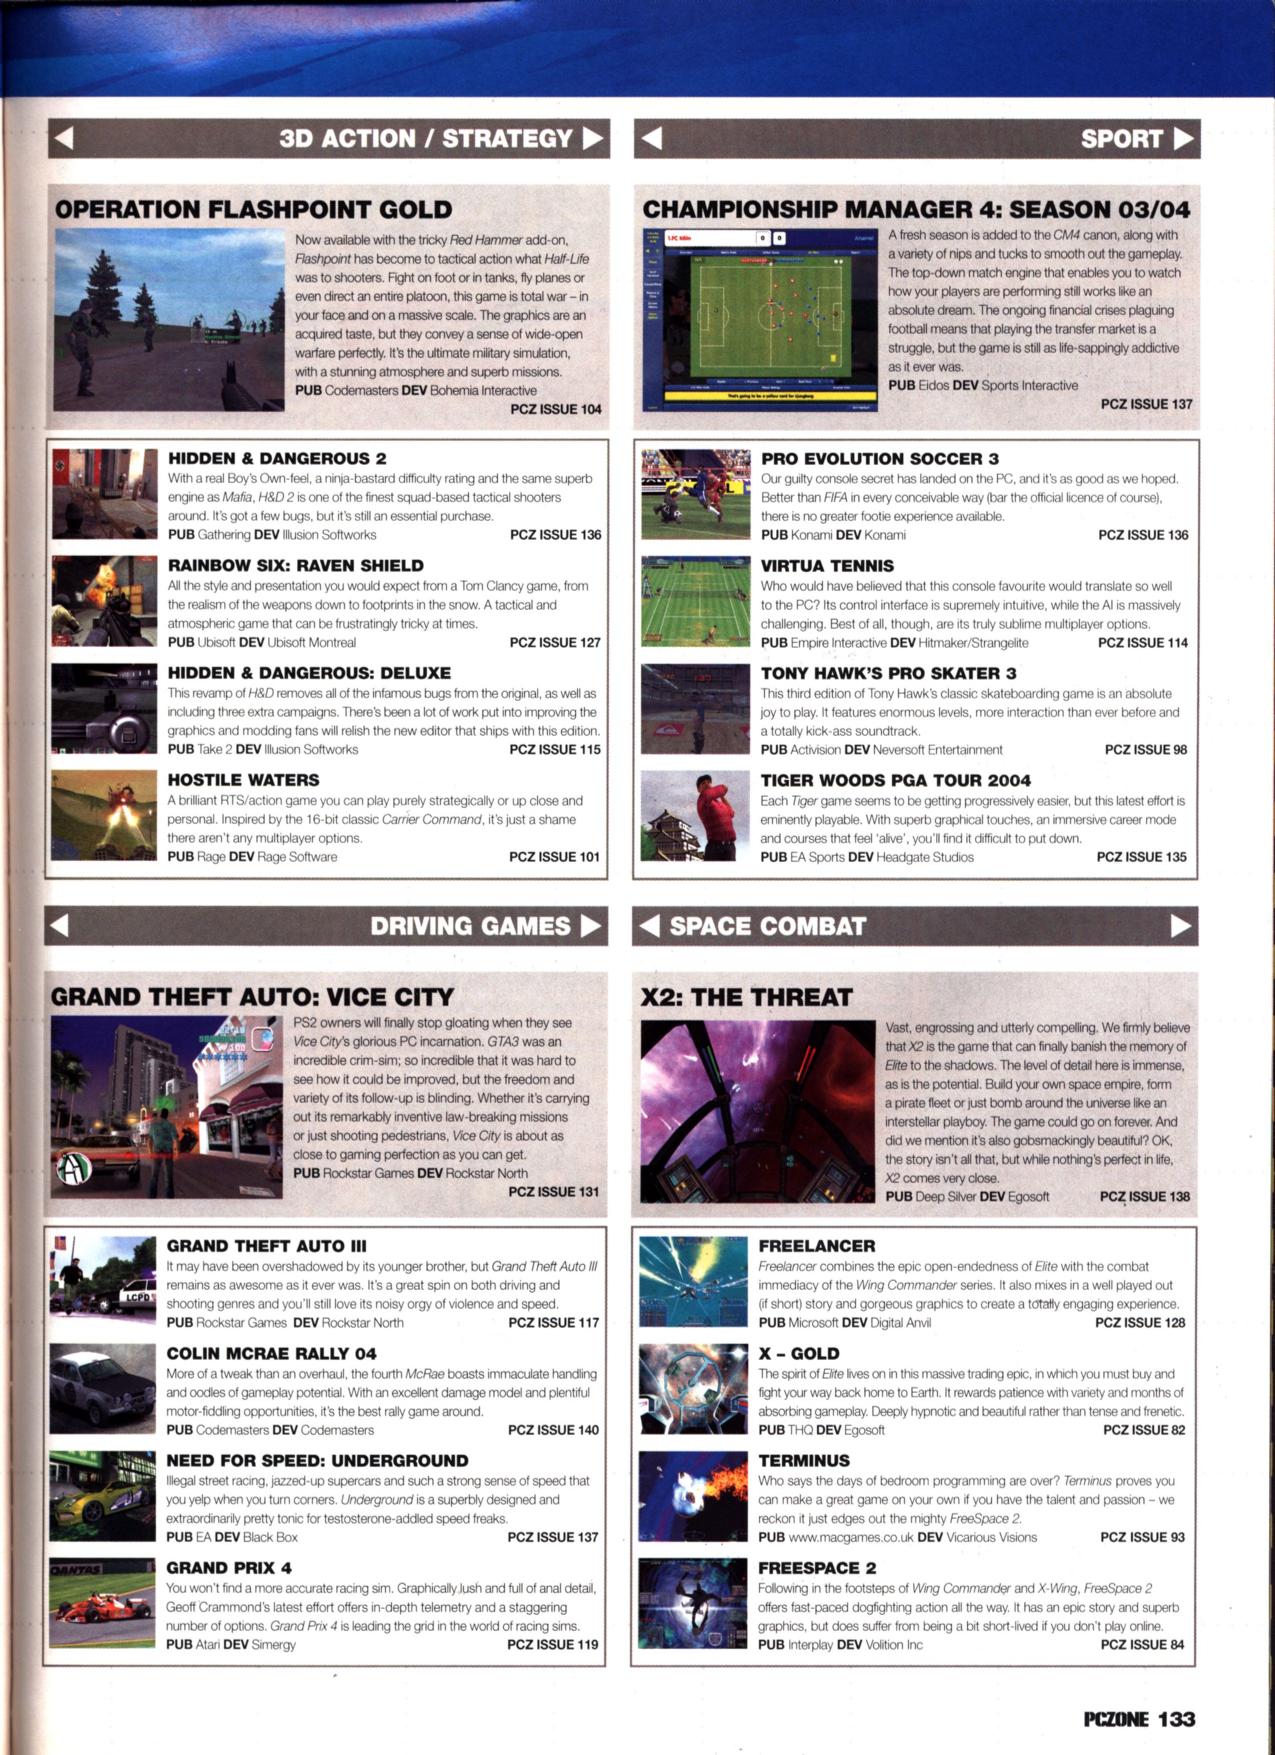 3D ACTION / STRATEGY
OPERATION FLASHPOINT GOLD
Now available with the tricky Red Hammer add-on,
Flashpoint has become to tactical action what Half-Life
was to shooters. Fight on foot or in tanks, fly planes or
even direct an entire platoon, this game is total war – in
your face and on a massive scale. The graphics are an
acquired taste, but they convey a sense of wide-open
warfare perfectly. It's the ultimate military simulation,
with a stunning atmosphere and superb missions.
PUB Codemasters DEV Bohemia Interactive
PCZ ISSUE 104
HIDDEN & DANGEROUS 2
With a real Boy's Own-feel, a ninja-bastard difficulty rating and the same superb
engine as Mafia, H&D 2 is one of the finest squad-based tactical shooters
around. It's got a few bugs, but it's still an essential purchase.
PUB Gathering DEV Illusion Softworks PCZ ISSUE 136
RAINBOW SIX: RAVEN SHIELD
All the style and presentation you would expect from a Tom Clancy game, from
the realism of the weapons down to footprints in the snow. A tactical and
atmospheric game that can be frustratingly tricky at times.
PUB Ubisoft DEV Ubisoft Montreal PCZ ISSUE 127
HIDDEN & DANGEROUS: DELUXE
This revamp of H&D removes all of the infamous bugs from the original, as well as
including three extra campaigns. There's been a lot of work put into improving the
graphics and modding fans will relish the new editor that ships with this edition.
PUB Take 2 DEV Illusion Softworks PCZ ISSUE 115
HOSTILE WATERS
A brilliant RTS/action game you can play purely strategically or up close and
personal. Inspired by the 16-bit classic Carrier Command, it's just a shame
there aren't any multiplayer options.
PUB Rage DEV Rage Software PCZ ISSUE 101
SPORT
CHAMPIONSHIP MANAGER 4: SEASON 03/04
1.FC Köln 0 0 Arsenal
That's going to be a yellow card for Ljungberg
A fresh season is added to the CM4 canon, along with
a variety of nips and tucks to smooth out the gameplay.
The top-down match engine that enables you to watch
how your players are performing still works like an
absolute dream. The ongoing financial crises plaguing
football means that playing the transfer market is a
struggle, but the game is still as life-sappingly addictive
as it ever was.
PUB Eidos DEV Sports Interactive
PCZ ISSUE 137
PRO EVOLUTION SOCCER 3
Our guilty console secret has landed on the PC, and it's as good as we hoped.
Better than FIFA in every conceivable way (bar the official licence of course),
there is no greater footie experience available.
PUB Konami DEV Konami PCZ ISSUE 136
VIRTUA TENNIS
Who would have believed that this console favourite would translate so well
to the PC? Its control interface is supremely intuitive, while the AI is massively
challenging. Best of all, though, are its truly sublime multiplayer options.
PUB Empire Interactive DEV Hitmaker/Strangelite PCZ ISSUE 114
TONY HAWK'S PRO SKATER 3
This third edition of Tony Hawk's classic skateboarding game is an absolute
joy to play. It features enormous levels, more interaction than ever before and
a totally kick-ass soundtrack.
PUB Activision DEV Neversoft Entertainment PCZ ISSUE 98
TIGER WOODS PGA TOUR 2004
Each Tiger game seems to be getting progressively easier, but this latest effort is
eminently playable. With superb graphical touches, an immersive career mode
and courses that feel 'alive', you'll find it difficult to put down.
PUB EA Sports DEV Headgate Studios PCZ ISSUE 135
DRIVING GAMES
GRAND THEFT AUTO: VICE CITY
PS2 owners will finally stop gloating when they see
Vice City's glorious PC incarnation. GTA3 was an
incredible crim-sim; so incredible that it was hard to
see how it could be improved, but the freedom and
variety of its follow-up is blinding. Whether it's carrying
out its remarkably inventive law-breaking missions
or just shooting pedestrians, Vice City is about as
close to gaming perfection as you can get.
PUB Rockstar Games DEV Rockstar North
PCZ ISSUE 131
GRAND THEFT AUTO III
LCPD
It may have been overshadowed by its younger brother, but Grand Theft Auto III
remains as awesome as it ever was. It's a great spin on both driving and
shooting genres and you'll still love its noisy orgy of violence and speed.
PUB Rockstar Games DEV Rockstar North PCZ ISSUE 117
COLIN MCRAE RALLY 04
More of a tweak than an overhaul, the fourth McRae boasts immaculate handling
and oodles of gameplay potential. With an excellent damage model and plentiful
motor-fiddling opportunities, it's the best rally game around.
PUB Codemasters DEV Codemasters PCZ ISSUE 140
NEED FOR SPEED: UNDERGROUND
Illegal street racing, jazzed-up supercars and such a strong sense of speed that
you yelp when you turn corners. Underground is a superbly designed and
extraordinarily pretty tonic for testosterone-addled speed freaks.
PUB EA DEV Black Box PCZ ISSUE 137
GRAND PRIX 4
QANTAS
You won't find a more accurate racing sim. Graphically lush and full of anal detail,
Geoff Crammond's latest effort offers in-depth telemetry and a staggering
number of options. Grand Prix 4 is leading the grid in the world of racing sims.
PUB Atari DEV Simergy PCZ ISSUE 119
SPACE COMBAT
X2: THE THREAT
Vast, engrossing and utterly compelling. We firmly believe
that X2 is the game that can finally banish the memory of
Elite to the shadows. The level of detail here is immense,
as is the potential. Build your own space empire, form
a pirate fleet or just bomb around the universe like an
interstellar playboy. The game could go on forever. And
did we mention it's also gobsmackingly beautiful? OK,
the story isn't all that, but while nothing's perfect in life,
X2 comes very close.
PUB Deep Silver DEV Egosoft PCZ ISSUE 138
FREELANCER
Freelancer combines the epic open-endedness of Elite with the combat
immediacy of the Wing Commander series. It also mixes in a well played out
(if short) story and gorgeous graphics to create a totally engaging experience.
PUB Microsoft DEV Digital Anvil PCZ ISSUE 128
X – GOLD
The spirit of Elite lives on in this massive trading epic, in which you must buy and
fight your way back home to Earth. It rewards patience with variety and months of
absorbing gameplay. Deeply hypnotic and beautiful rather than tense and frenetic.
PUB THQ DEV Egosoft PCZ ISSUE 82
TERMINUS
Who says the days of bedroom programming are over? Terminus proves you
can make a great game on your own if you have the talent and passion – we
reckon it just edges out the mighty FreeSpace 2.
PUB www.macgames.co.uk DEV Vicarious Visions PCZ ISSUE 93
FREESPACE 2
Following in the footsteps of Wing Commander and X-Wing, FreeSpace 2
offers fast-paced dogfighting action all the way. It has an epic story and superb
graphics, but does suffer from being a bit short-lived if you don't play online.
PUB Interplay DEV Volition Inc PCZ ISSUE 84
PCZONE 133